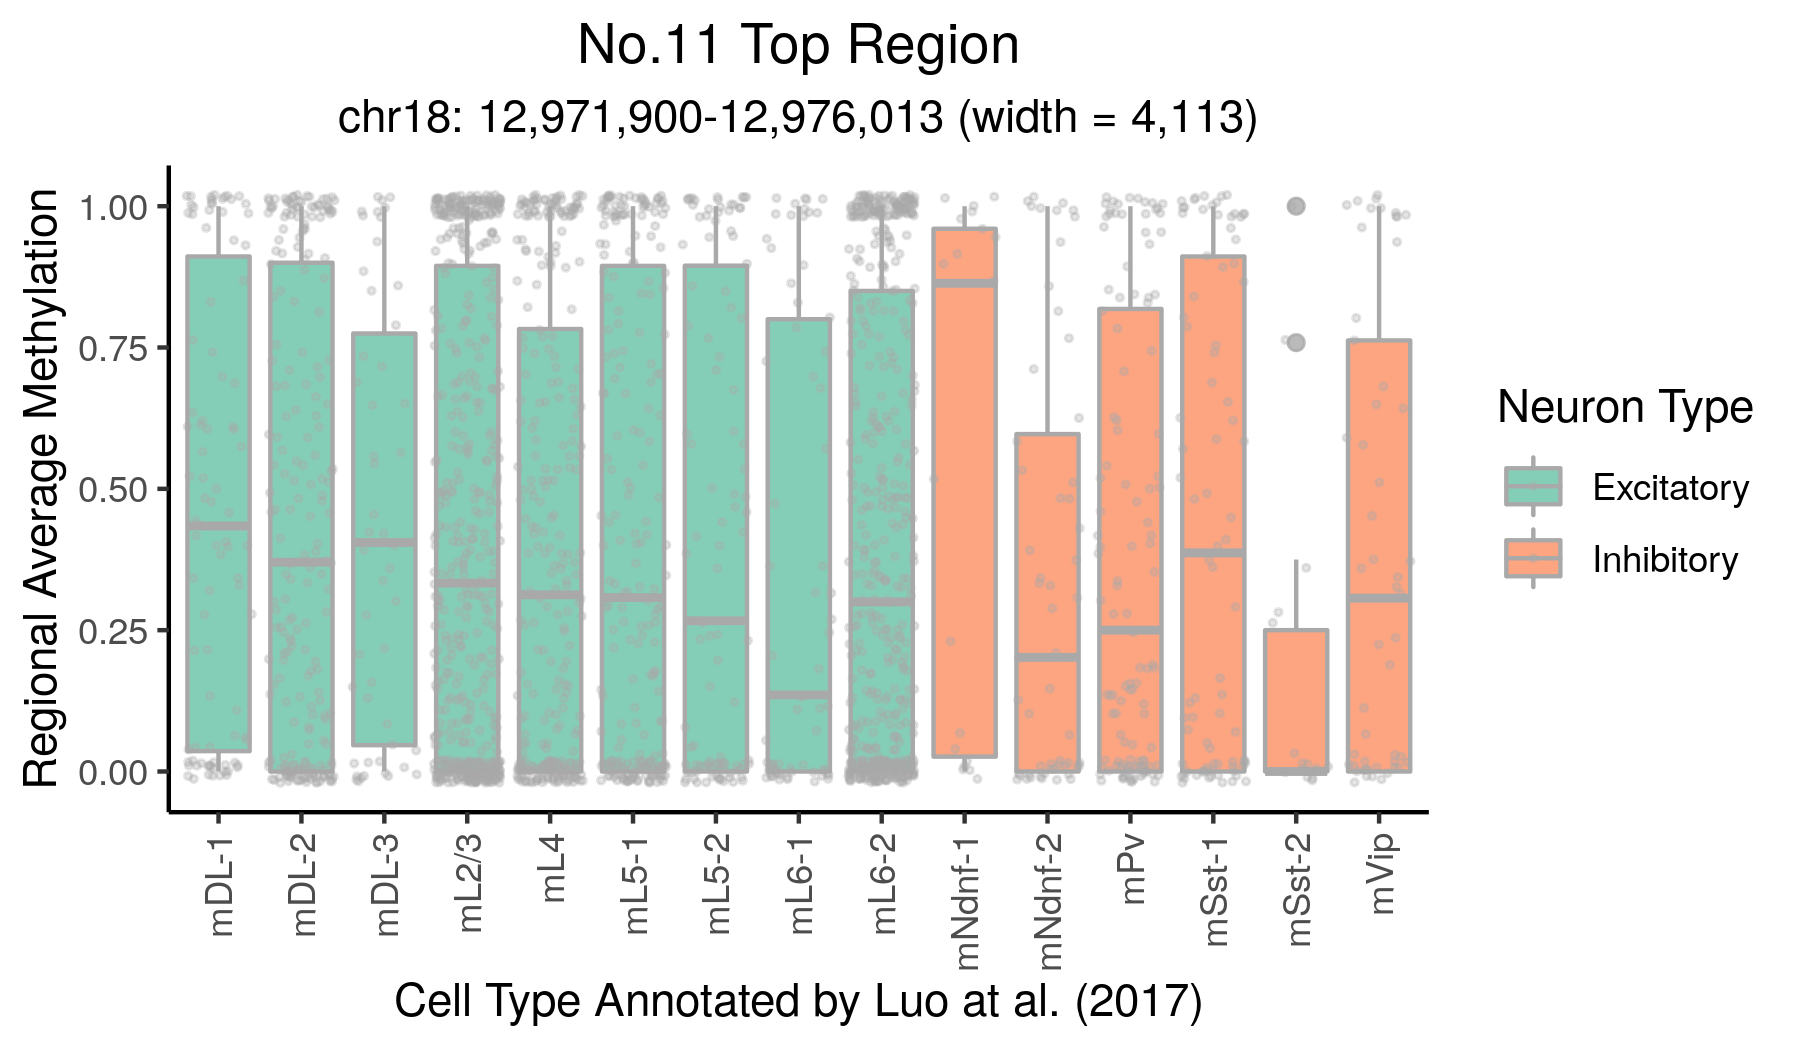 No.11 Top Region
chr18: 12,971,900-12,976,013 (width = 4,113)
Regional Average Methylation
1.00
0.75
0.50
0.25
0.00
mDL-1
mDL-2
mDL-3
mL2/3
mL4
mL5-1
mL5-2
mL6-1
mL6-2
mNdnf-1
mNdnf-2
mPv
mSst-1
mSst-2
mVip
Cell Type Annotated by Luo at al. (2017)
Neuron Type
Excitatory
Inhibitory